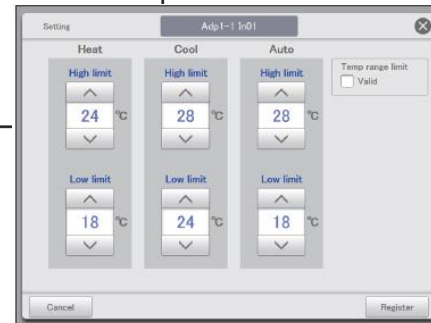 Setting Adp1-1 In01
Heat Cool Auto
High limit High limit High limit Temp range limit
Valid
24 °C 28 °C 28 °C
Low limit Low limit Low limit
18 °C 24 °C 18 °C
Cancel Register